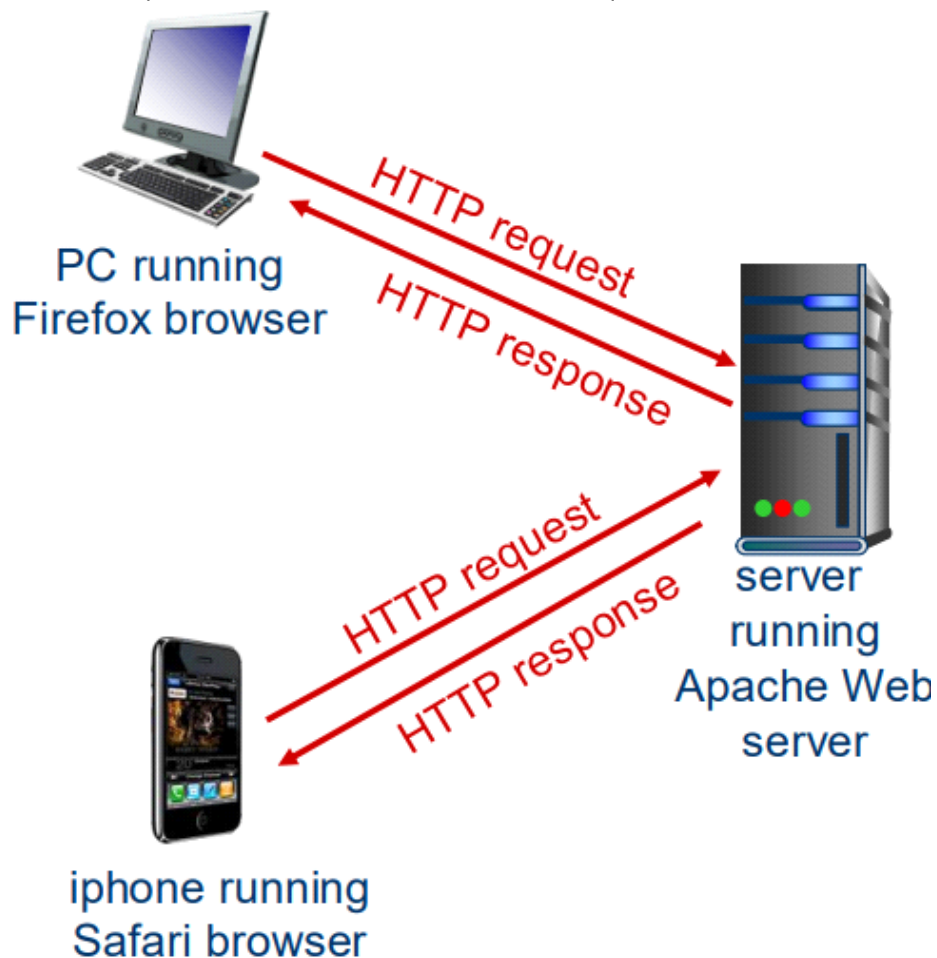 HTTP request
HTTP response
PC running
Firefox browser
HTTP request
HTTP response
server
running
Apache Web
server
iphone running
Safari browser